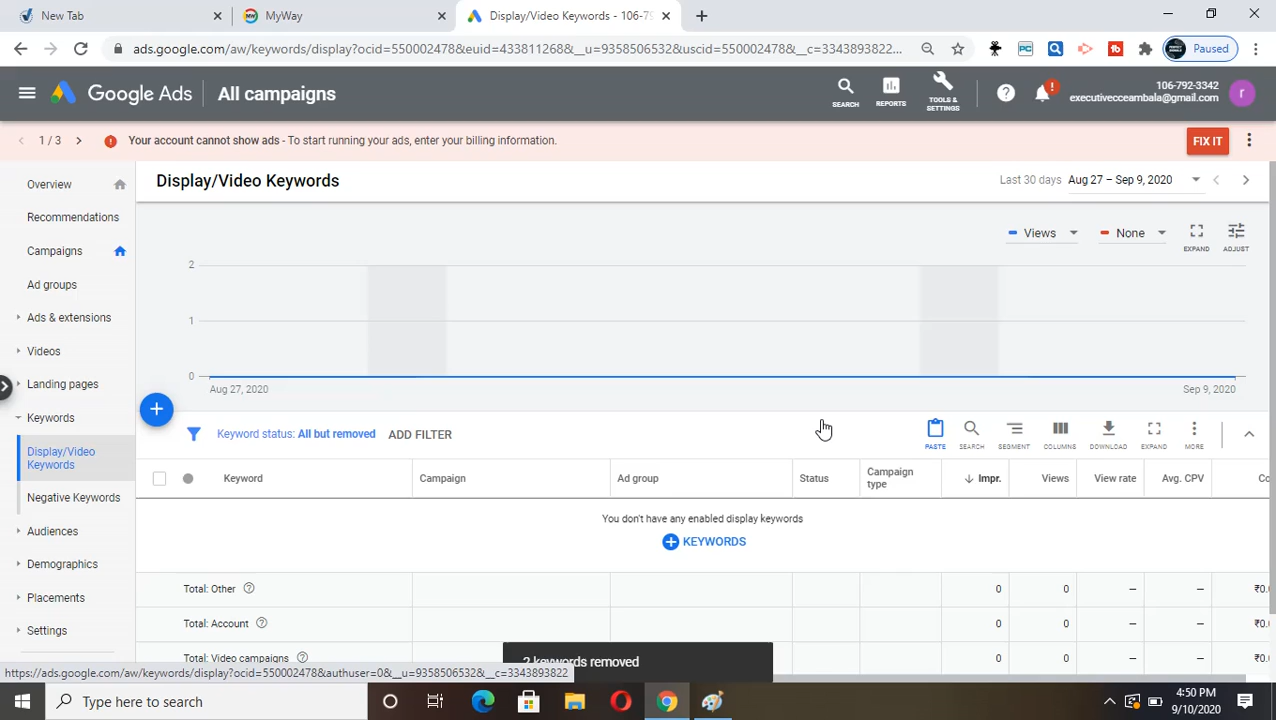 New Tab
MyWay
Display/Video Keywords - 106-79
ads.google.com/aw/keywords/display?ocid=550002478&euid=433811268&__u=9358506532&uscid=550002478&__c=3343893822...
Paused
Google Ads
All campaigns
SEARCH
REPORTS
TOOLS &
SETTINGS
106-792-3342
executivecceambala@gmail.com
r
1 / 3
Your account cannot show ads - To start running your ads, enter your billing information.
FIX IT
Overview
Recommendations
Campaigns
Ad groups
Ads & extensions
Videos
Landing pages
Keywords
Display/Video
Keywords
Negative Keywords
Audiences
Demographics
Placements
Settings
Display/Video Keywords
Last 30 days
Aug 27 – Sep 9, 2020
Views
None
EXPAND
ADJUST
2
1
0
Aug 27, 2020
Sep 9, 2020
Keyword status: All but removed
ADD FILTER
PASTE
SEARCH
SEGMENT
COLUMNS
DOWNLOAD
EXPAND
MORE
Keyword
Campaign
Ad group
Status
Campaign
type
Impr.
Views
View rate
Avg. CPV
Co
You don't have any enabled display keywords
KEYWORDS
Total: Other
0
0
–
–
₹0.
Total: Account
0
0
–
–
₹0.
Total: Video campaigns
0
0
–
–
₹0.
2 keywords removed
https://ads.google.com/aw/keywords/display?ocid=550002478&authuser=0&__u=9358506532&__c=3343893822
Type here to search
4:50 PM
9/10/2020